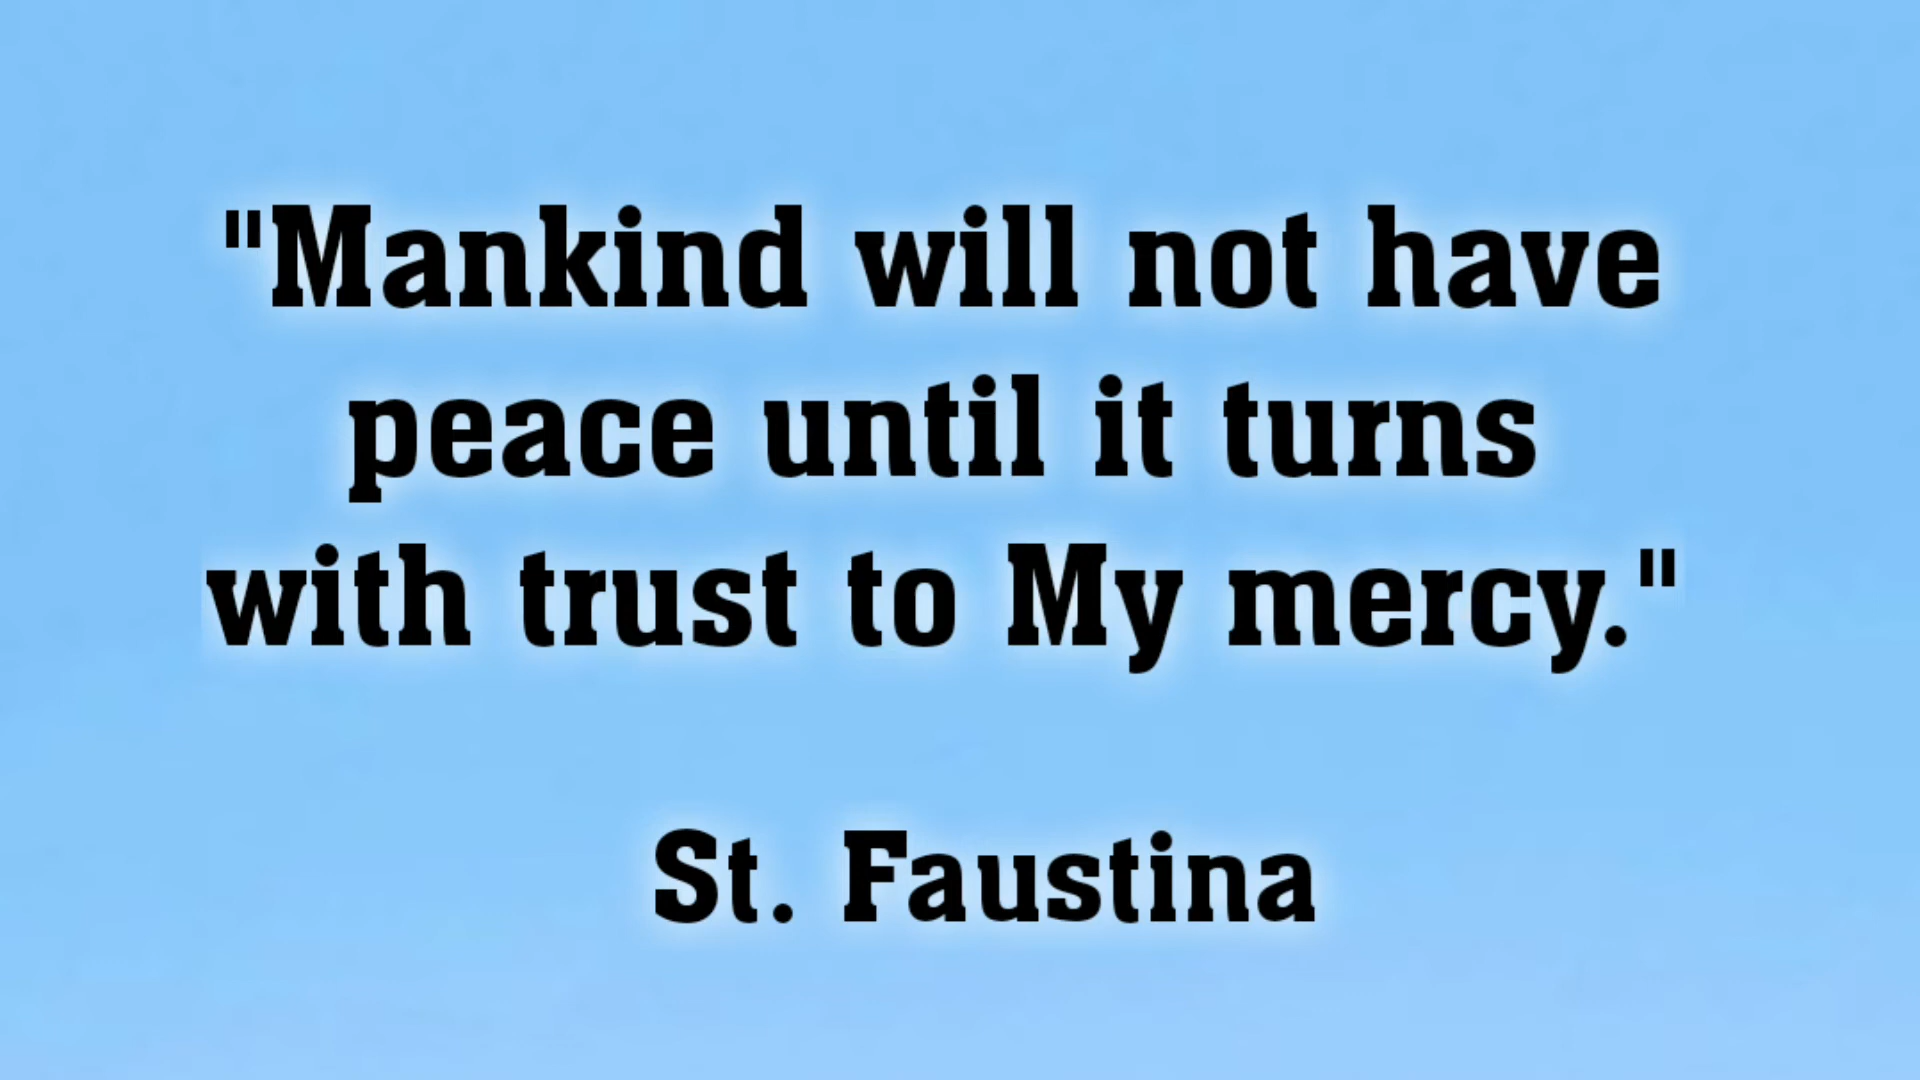 "Mankind will not have
peace until it turns
with trust to My mercy."
St. Faustina